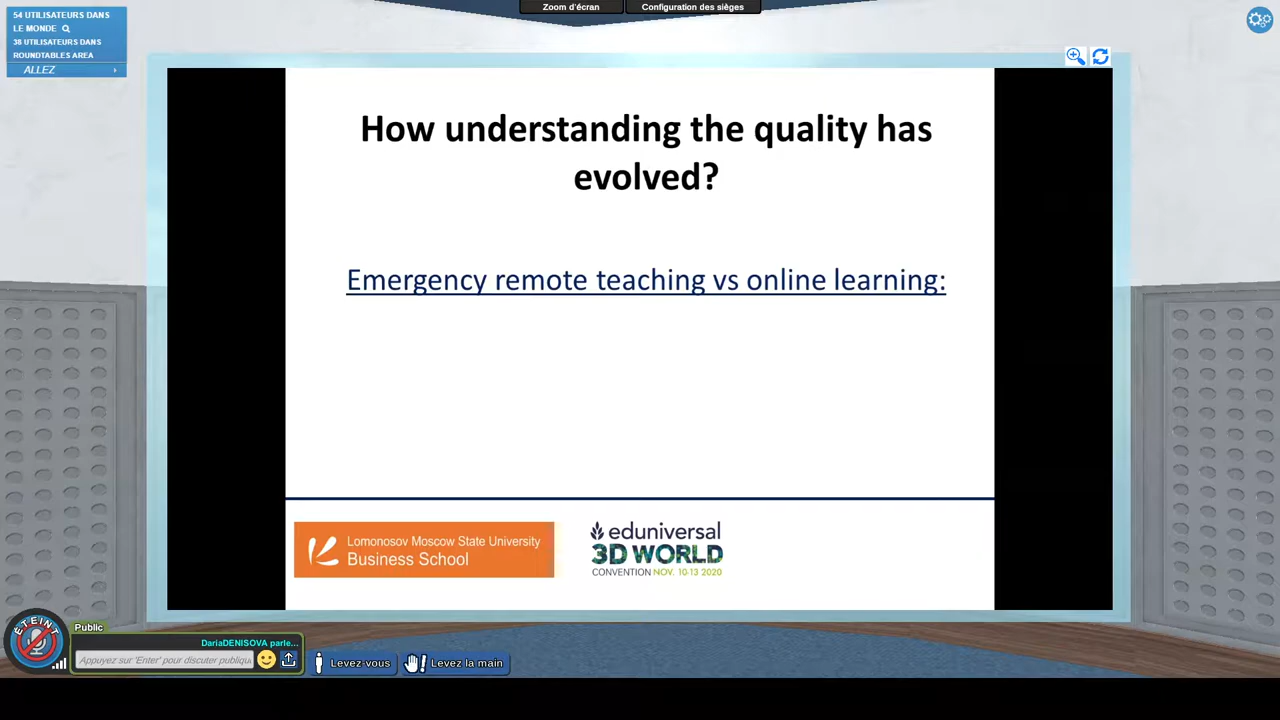 54 UTILISATEURS DANS
LE MONDE
38 UTILISATEURS DANS
ROUNDTABLES AREA
ALLEZ
Zoom d'écran
Configuration des sièges
How understanding the quality has
evolved?
Emergency remote teaching vs online learning:
Lomonosov Moscow State University
Business School
eduniversal
3D WORLD
CONVENTION NOV. 10-13 2020
ÉTEINT
Public
DariaDENISOVA parle...
Appuyez sur 'Enter' pour discuter publiqu
Levez-vous
Levez la main